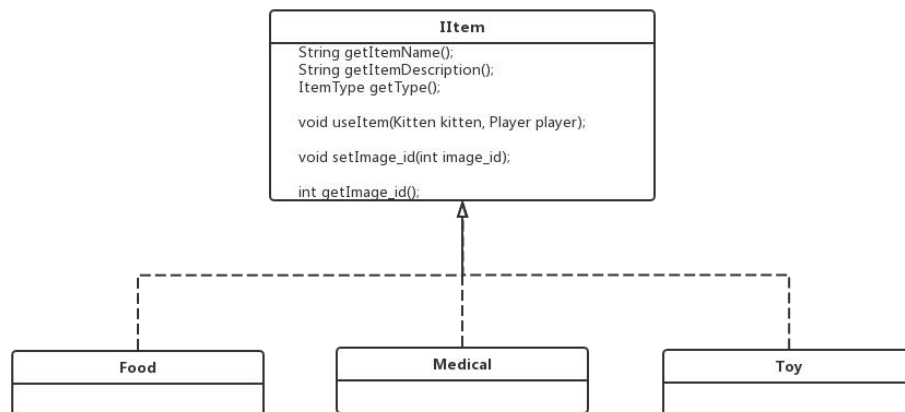 IItem
String getItemName();
String getItemDescription();
ItemType getType();
void useItem(Kitten kitten, Player player);
void setImage_id(int image_id);
int getImage_id();
Food
Medical
Toy